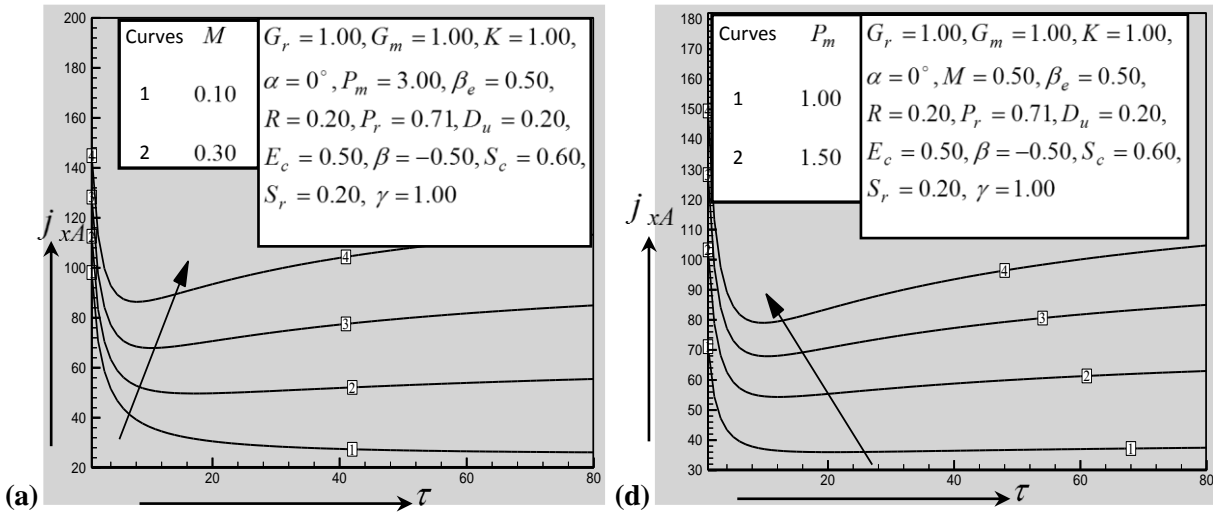 200
180
160
140
120
100
80
60
40
20
20 40 60 80
Curves M
1 0.10
2 0.30
G_r = 1.00, G_m = 1.00, K = 1.00,
α = 0°, P_m = 3.00, β_e = 0.50,
R = 0.20, P_r = 0.71, D_u = 0.20,
E_c = 0.50, β = −0.50, S_c = 0.60,
S_r = 0.20, γ = 1.00
j_xA
4
3
2
1
4
3
2
1
(a)
τ
180
170
160
150
140
130
120
110
100
90
80
70
60
50
40
30
20 40 60 80
Curves P_m
1 1.00
2 1.50
G_r = 1.00, G_m = 1.00, K = 1.00,
α = 0°, M = 0.50, β_e = 0.50,
R = 0.20, P_r = 0.71, D_u = 0.20,
E_c = 0.50, β = −0.50, S_c = 0.60,
S_r = 0.20, γ = 1.00
j_xA
4
3
2
1
(d)
τ